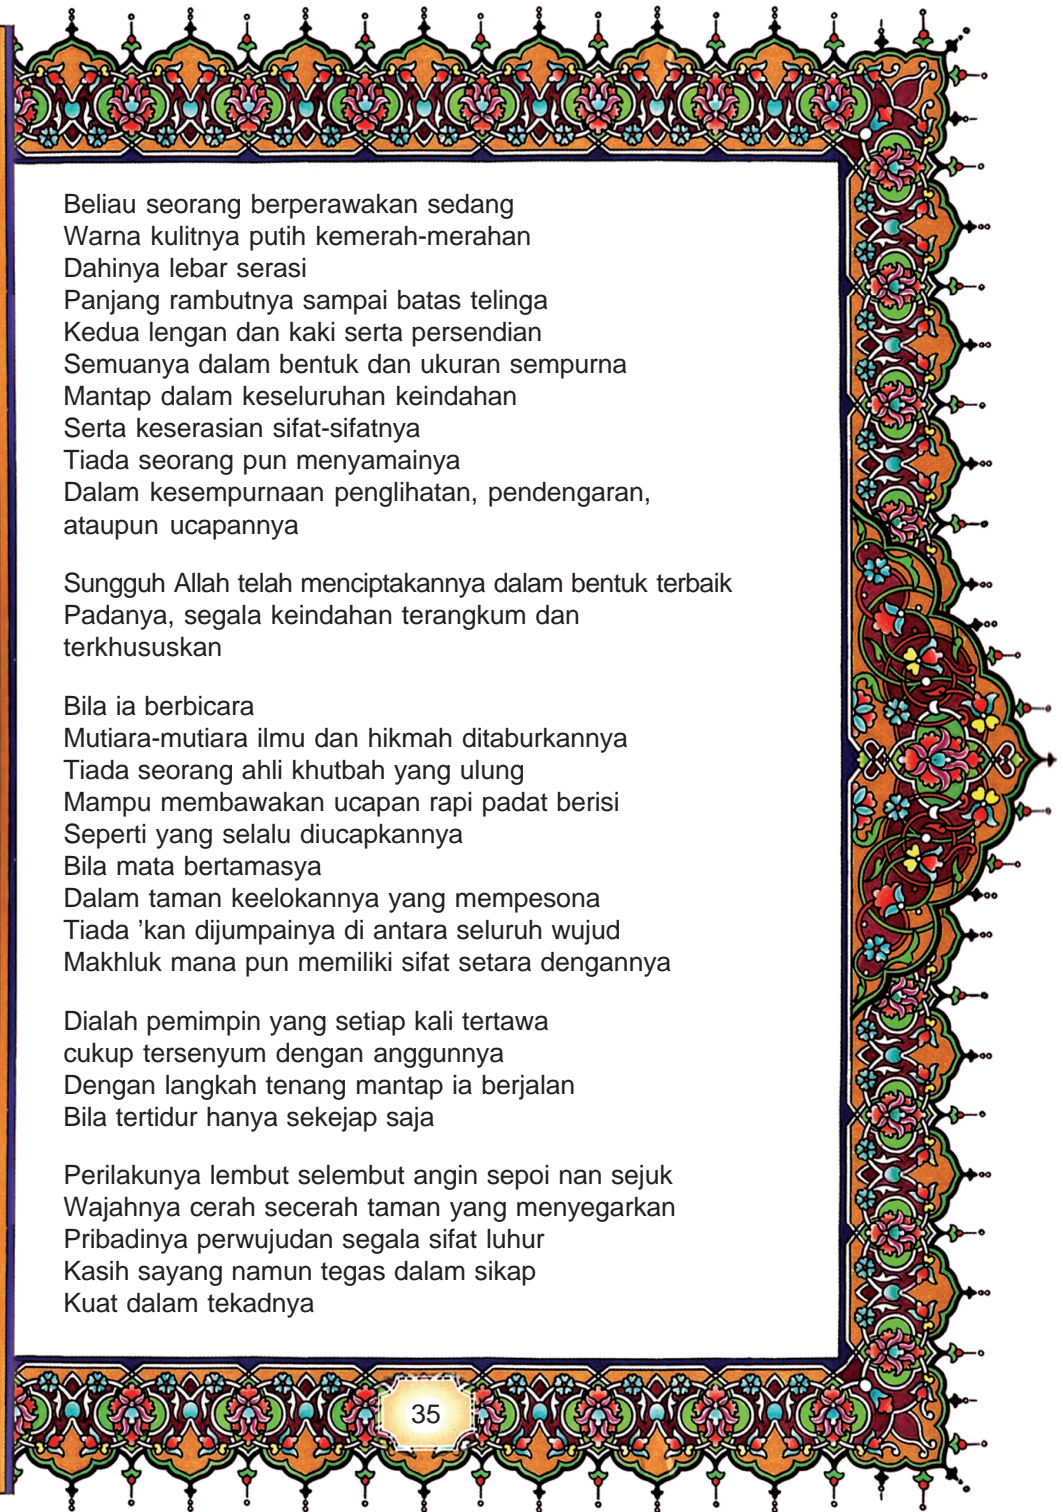 Beliau seorang berperawakan sedang
Warna kulitnya putih kemerah-merahan
Dahinya lebar serasi
Panjang rambutnya sampai batas telinga
Kedua lengan dan kaki serta persendian
Semuanya dalam bentuk dan ukuran sempurna
Mantap dalam keseluruhan keindahan
Serta keserasian sifat-sifatnya
Tiada seorang pun menyamainya
Dalam kesempurnaan penglihatan, pendengaran,
ataupun ucapannya
Sungguh Allah telah menciptakannya dalam bentuk terbaik
Padanya, segala keindahan terangkum dan
terkhususkan
Bila ia berbicara
Mutiara-mutiara ilmu dan hikmah ditaburkannya
Tiada seorang ahli khutbah yang ulung
Mampu membawakan ucapan rapi padat berisi
Seperti yang selalu diucapkannya
Bila mata bertamasya
Dalam taman keelokannya yang mempesona
Tiada ’kan dijumpainya di antara seluruh wujud
Makhluk mana pun memiliki sifat setara dengannya
Dialah pemimpin yang setiap kali tertawa
cukup tersenyum dengan anggunnya
Dengan langkah tenang mantap ia berjalan
Bila tertidur hanya sekejap saja
Perilakunya lembut selembut angin sepoi nan sejuk
Wajahnya cerah secerah taman yang menyegarkan
Pribadinya perwujudan segala sifat luhur
Kasih sayang namun tegas dalam sikap
Kuat dalam tekadnya
35